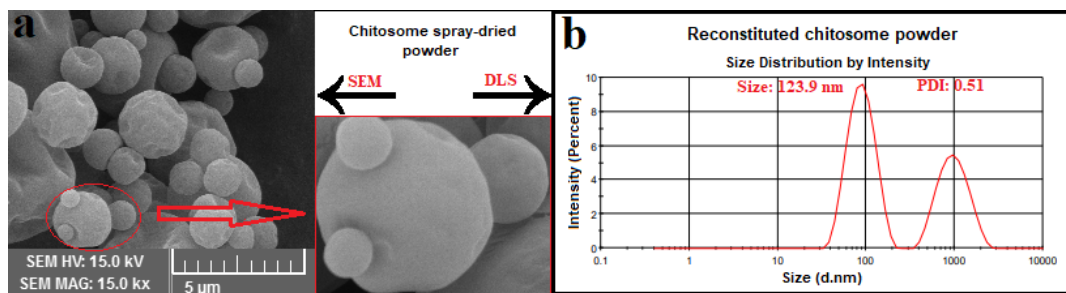 a
SEM HV: 15.0 kV
SEM MAG: 15.0 kx
5 µm
Chitosome spray-dried
powder
SEM
DLS
b
Reconstituted chitosome powder
Size Distribution by Intensity
Size: 123.9 nm
PDI: 0.51
Intensity (Percent)
10
8
6
4
2
0
0.1
1
10
100
1000
10000
Size (d.nm)